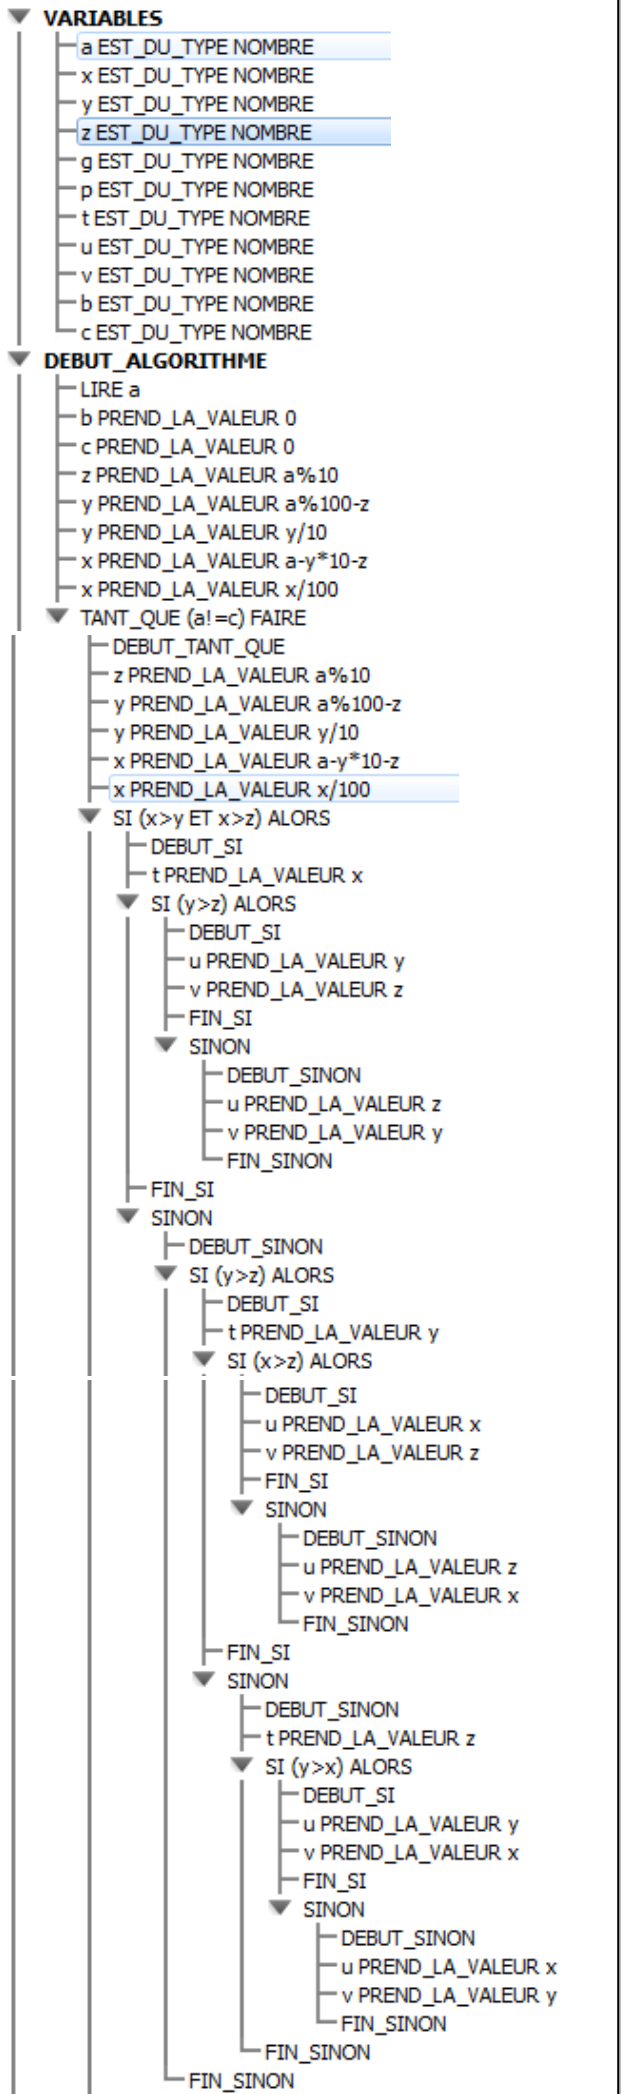 VARIABLES
a EST_DU_TYPE NOMBRE
x EST_DU_TYPE NOMBRE
y EST_DU_TYPE NOMBRE
z EST_DU_TYPE NOMBRE
g EST_DU_TYPE NOMBRE
p EST_DU_TYPE NOMBRE
t EST_DU_TYPE NOMBRE
u EST_DU_TYPE NOMBRE
v EST_DU_TYPE NOMBRE
b EST_DU_TYPE NOMBRE
c EST_DU_TYPE NOMBRE
DEBUT_ALGORITHME
LIRE a
b PREND_LA_VALEUR 0
c PREND_LA_VALEUR 0
z PREND_LA_VALEUR a%10
y PREND_LA_VALEUR a%100-z
y PREND_LA_VALEUR y/10
x PREND_LA_VALEUR a-y*10-z
x PREND_LA_VALEUR x/100
TANT_QUE (a!=c) FAIRE
DEBUT_TANT_QUE
z PREND_LA_VALEUR a%10
y PREND_LA_VALEUR a%100-z
y PREND_LA_VALEUR y/10
x PREND_LA_VALEUR a-y*10-z
x PREND_LA_VALEUR x/100
SI (x>y ET x>z) ALORS
DEBUT_SI
t PREND_LA_VALEUR x
SI (y>z) ALORS
DEBUT_SI
u PREND_LA_VALEUR y
v PREND_LA_VALEUR z
FIN_SI
SINON
DEBUT_SINON
u PREND_LA_VALEUR z
v PREND_LA_VALEUR y
FIN_SINON
FIN_SI
SINON
DEBUT_SINON
SI (y>z) ALORS
DEBUT_SI
t PREND_LA_VALEUR y
SI (x>z) ALORS
DEBUT_SI
u PREND_LA_VALEUR x
v PREND_LA_VALEUR z
FIN_SI
SINON
DEBUT_SINON
u PREND_LA_VALEUR z
v PREND_LA_VALEUR x
FIN_SINON
FIN_SI
SINON
DEBUT_SINON
t PREND_LA_VALEUR z
SI (y>x) ALORS
DEBUT_SI
u PREND_LA_VALEUR y
v PREND_LA_VALEUR x
FIN_SI
SINON
DEBUT_SINON
u PREND_LA_VALEUR x
v PREND_LA_VALEUR y
FIN_SINON
FIN_SINON
FIN_SINON